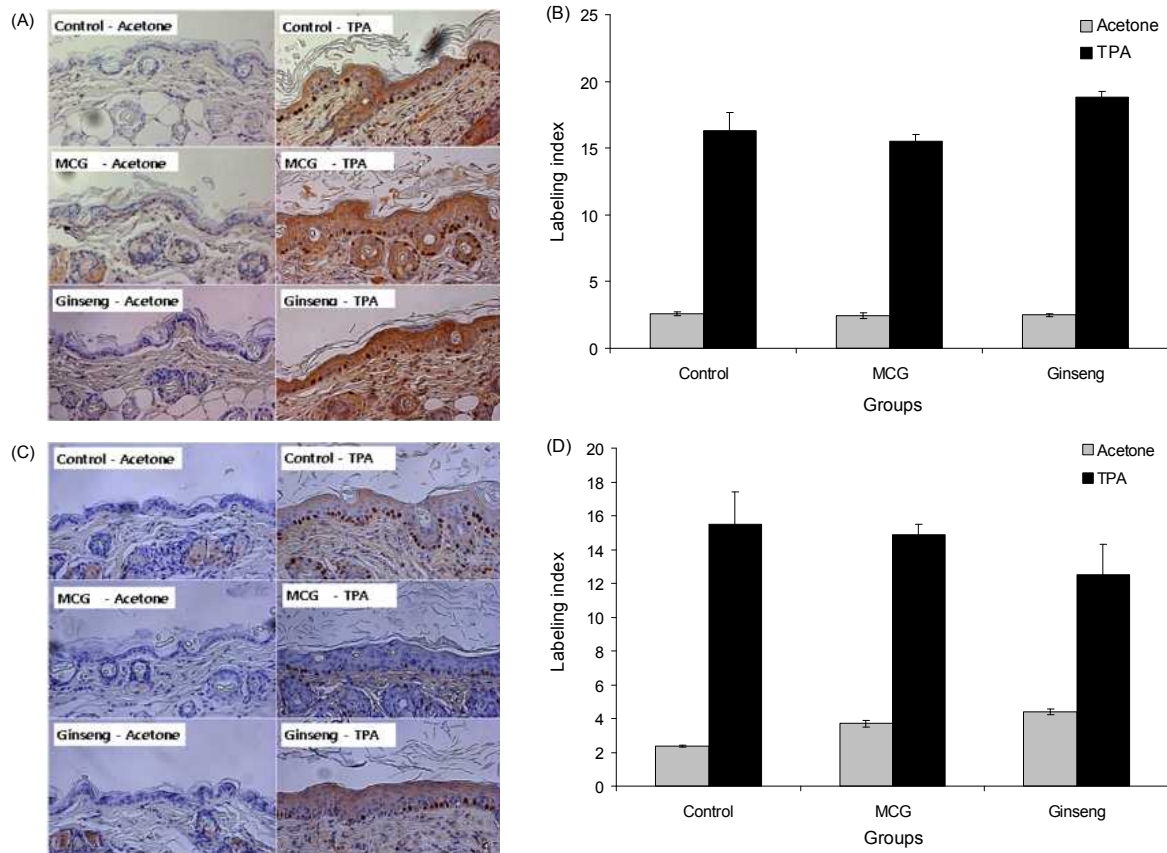 (A)
Control - Acetone
Control - TPA
MCG - Acetone
MCG - TPA
Ginseng - Acetone
Ginseng - TPA
(B)
25
20
15
10
5
0
Labeling index
Acetone
TPA
Control
MCG
Ginseng
Groups
(C)
Control - Acetone
Control - TPA
MCG - Acetone
MCG - TPA
Ginseng - Acetone
Ginseng - TPA
(D)
20
18
16
14
12
10
8
6
4
2
0
Labeling index
Acetone
TPA
Control
MCG
Ginseng
Groups